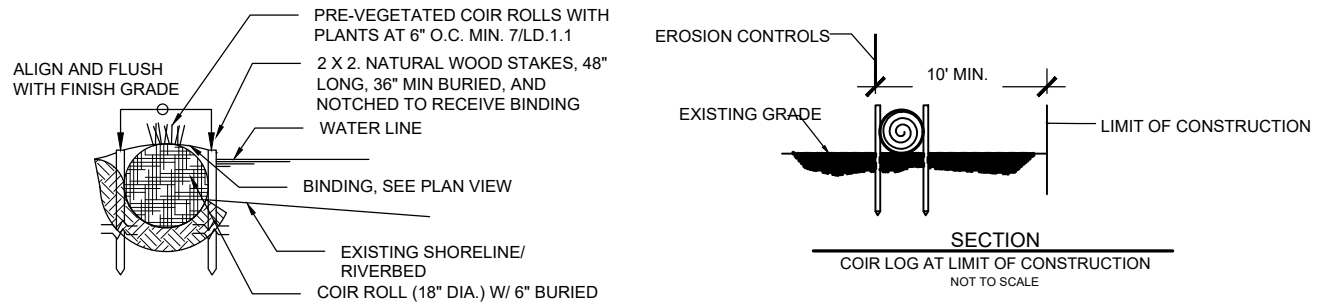 PRE-VEGETATED COIR ROLLS WITH
PLANTS AT 6" O.C. MIN. 7/LD.1.1
ALIGN AND FLUSH
WITH FINISH GRADE
2 X 2. NATURAL WOOD STAKES, 48"
LONG, 36" MIN BURIED, AND
NOTCHED TO RECEIVE BINDING
WATER LINE
BINDING, SEE PLAN VIEW
EXISTING SHORELINE/
RIVERBED
COIR ROLL (18" DIA.) W/ 6" BURIED
EROSION CONTROLS
10' MIN.
EXISTING GRADE
LIMIT OF CONSTRUCTION
SECTION
COIR LOG AT LIMIT OF CONSTRUCTION
NOT TO SCALE